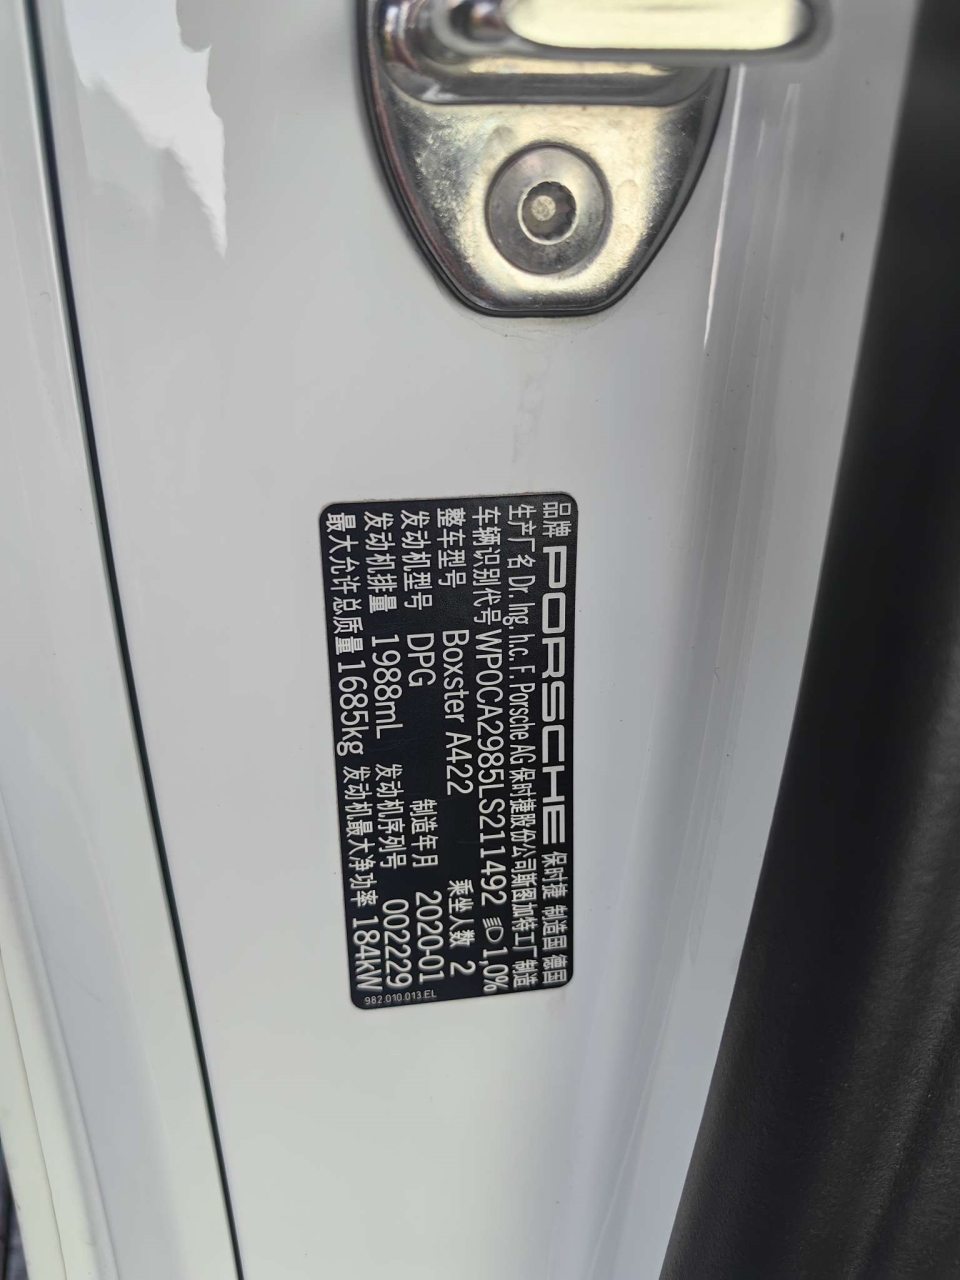 品牌 PORSCHE 保时捷 制造国 德国
生产厂名 Dr. Ing. h.c. F. Porsche AG 保时捷股份公司斯图加特工厂 制造
车辆识别代号 WP0CA2985LS211492 1,0%
整车型号 Boxster A422 乘坐人数 2
发动机型号 DPG 制造年月 2020-01
发动机排量 1988mL 发动机序列号 002229
最大允许总质量 1685kg 发动机最大净功率 184kW
982.010.013.EL